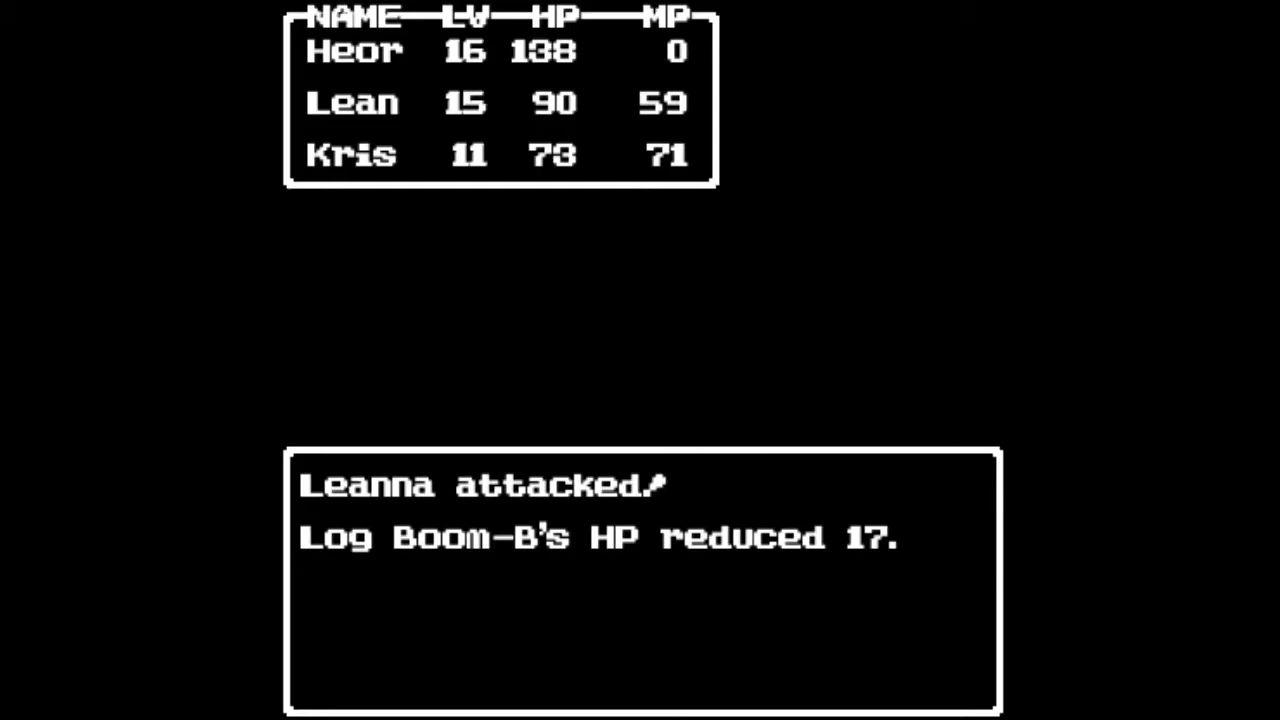 NAME LV HP MP
Heor 16 138 0
Lean 15 90 59
Kris 11 73 71
Leanna attacked!
Log Boom-B's HP reduced 17.